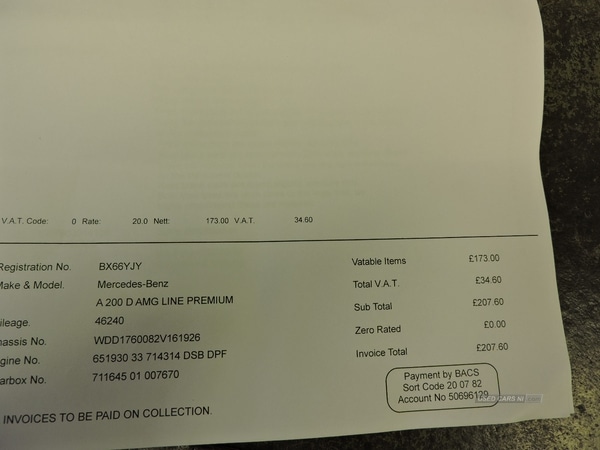 V.A.T. Code: 0 Rate: 20.0 Nett: 173.00 V.A.T. 34.60
Registration No. BX66YJY
Make & Model. Mercedes-Benz
A 200 D AMG LINE PREMIUM
ileage. 46240
hassis No. WDD1760082V161926
gine No. 651930 33 714314 DSB DPF
arbox No. 711645 01 007670
INVOICES TO BE PAID ON COLLECTION.
Vatable Items £173.00
Total V.A.T. £34.60
Sub Total £207.60
Zero Rated £0.00
Invoice Total £207.60
Payment by BACS
Sort Code 20 07 82
Account No 50696129
USED CARS NI